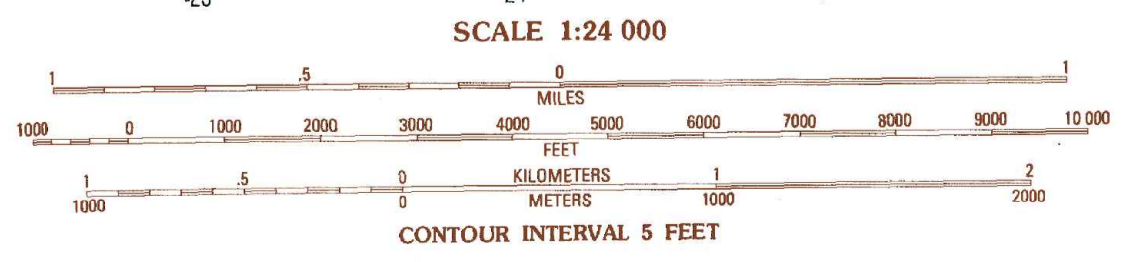 SCALE 1:24 000
1 .5 0 1
MILES
1000 0 1000 2000 3000 4000 5000 6000 7000 8000 9000 10 000
FEET
1 .5 0 KILOMETERS 1 2
1000 0 METERS 1000 2000
CONTOUR INTERVAL 5 FEET